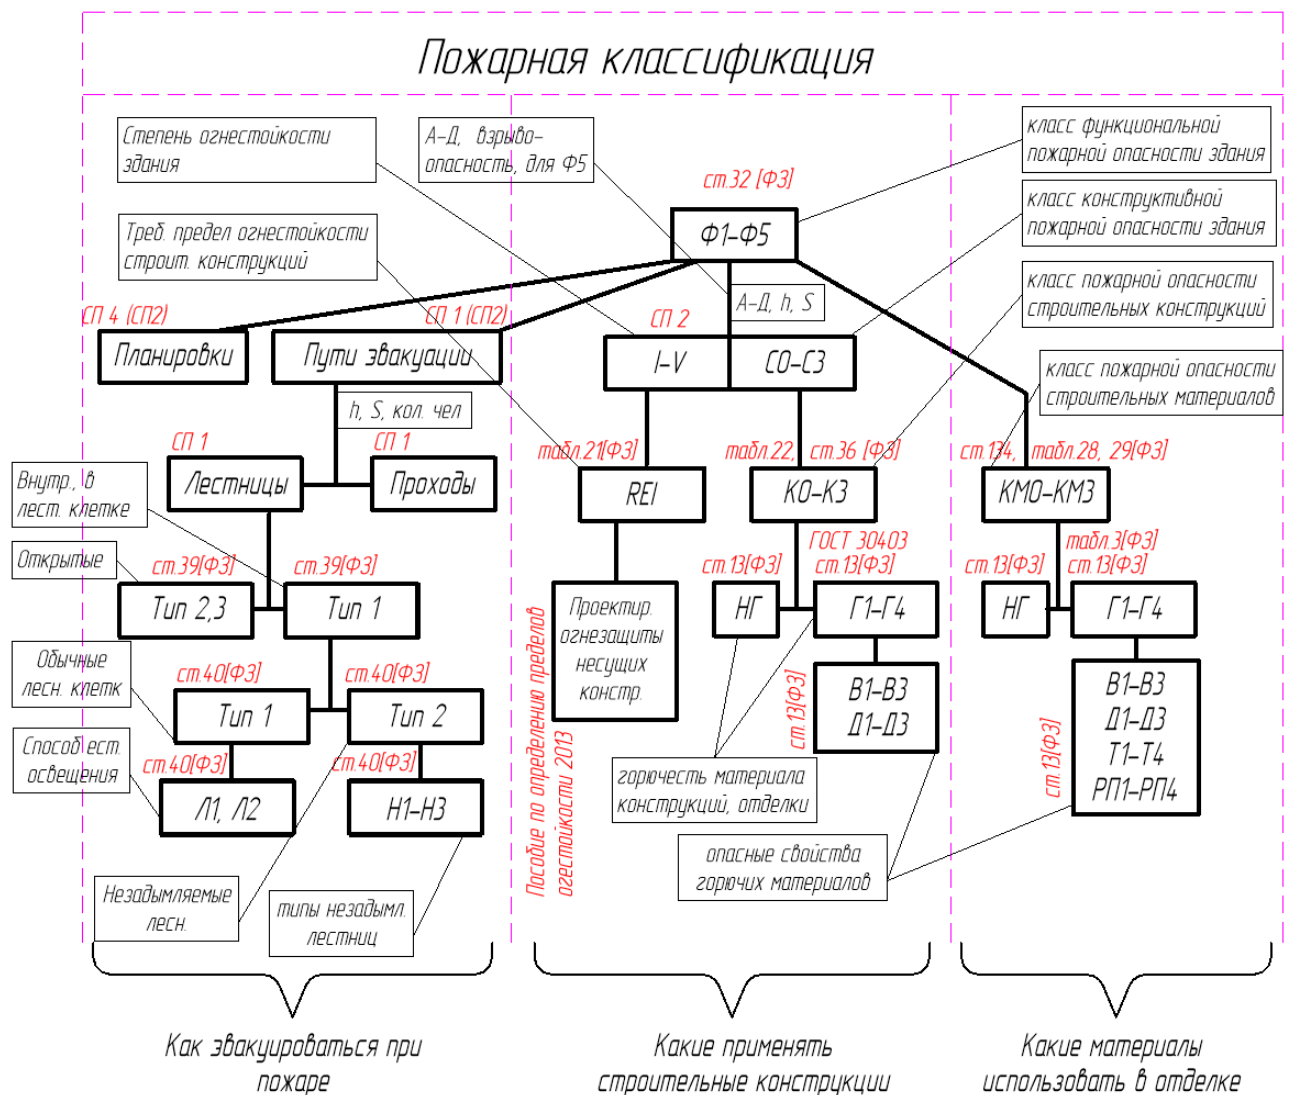 Пожарная классификация
Степень огнестойкости
здания
А-Д, взрыво-
опасность, для Ф5
класс функциональной
пожарной опасности здания
ст.32 [ФЗ]
Ф1-Ф5
класс конструктивной
пожарной опасности здания
Треб. предел огнестойкости
строит. конструкций
класс пожарной опасности
строительных конструкций
А-Д, h, S
СП 4 (СП2)
Планировки
СП 1 (СП2)
Пути эвакуации
СП 2
I-V
С0-С3
класс пожарной опасности
строительных материалов
h, S, кол. чел
СП 1
Лестницы
СП 1
Проходы
табл.21[ФЗ]
REI
табл.22, ст.36 [ФЗ]
К0-К3
ст.134, табл.28, 29[ФЗ]
КМ0-КМ3
Внутр., в
лест. клетке
Открытые
ст.39[ФЗ]
Тип 2,3
ст.39[ФЗ]
Тип 1
Проектир.
огнезащиты
несущих
констр.
Пособие по определению пределов
огестойкости 2013
ГОСТ 30403
ст.13[ФЗ]
НГ
ст.13[ФЗ]
Г1-Г4
табл.3[ФЗ]
ст.13[ФЗ]
НГ
ст.13[ФЗ]
Г1-Г4
Обычные
лесн. клетк
ст.40[ФЗ]
Тип 1
ст.40[ФЗ]
Тип 2
ст.13[ФЗ]
В1-В3
Д1-Д3
ст.13[ФЗ]
В1-В3
Д1-Д3
Т1-Т4
РП1-РП4
Способ ест.
освещения
ст.40[ФЗ]
Л1, Л2
ст.40[ФЗ]
Н1-Н3
горючесть материала
конструкций, отделки
опасные свойства
горючих материалов
Незадымляемые
лесн.
типы незадымл.
лестниц
Как эвакуироваться при
пожаре
Какие применять
строительные конструкции
Какие материалы
использовать в отделке